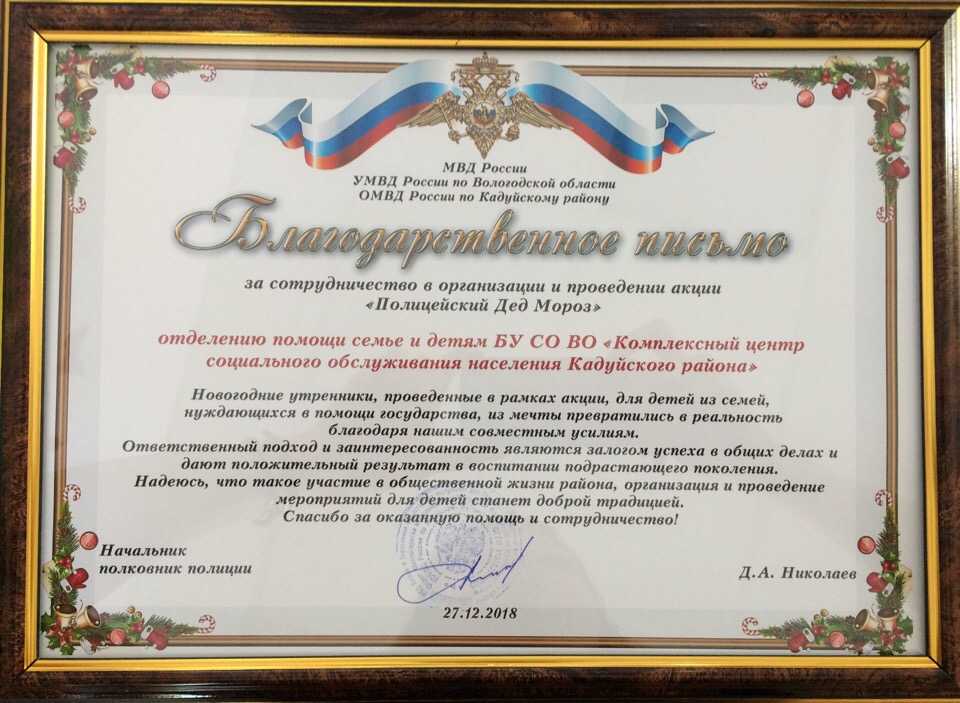 МВД России
УМВД России по Вологодской области
ОМВД России по Кадуйскому району
Благодарственное письмо
за сотрудничество в организации и проведении акции
«Полицейский Дед Мороз»
отделению помощи семье и детям БУ СО ВО «Комплексный центр
социального обслуживания населения Кадуйского района»
Новогодние утренники, проведенные в рамках акции, для детей из семей,
нуждающихся в помощи государства, из мечты превратились в реальность
благодаря нашим совместным усилиям.
Ответственный подход и заинтересованность являются залогом успеха в общих делах и
дают положительный результат в воспитании подрастающего поколения.
Надеюсь, что такое участие в общественной жизни района, организация и проведение
мероприятий для детей станет доброй традицией.
Спасибо за оказанную помощь и сотрудничество!
Начальник
полковник полиции
Д.А. Николаев
27.12.2018